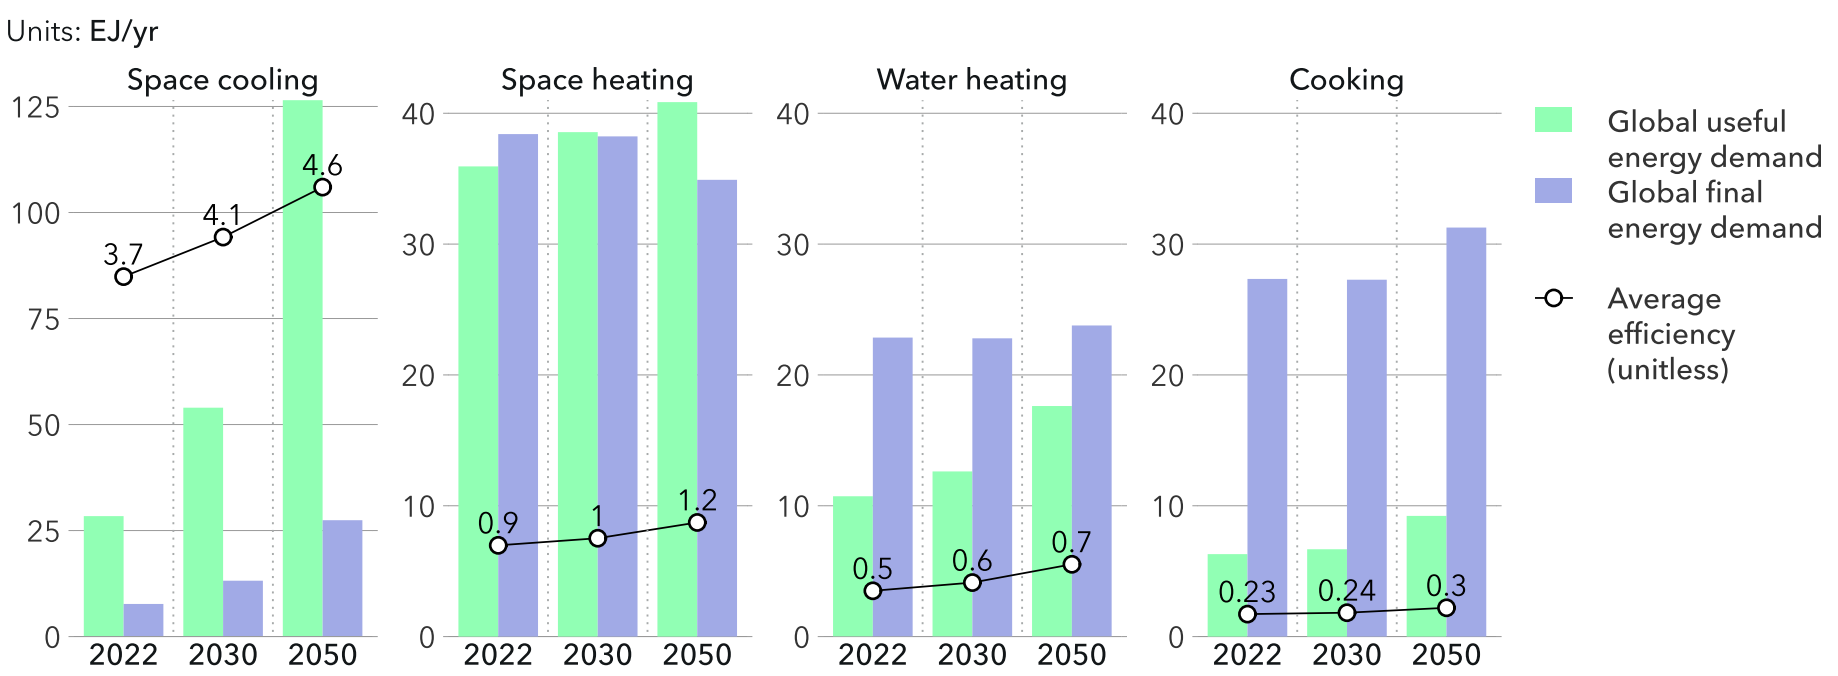 Units: EJ/yr
Space cooling
125
100
75
50
25
0
3.7
4.1
4.6
2022 2030 2050
Space heating
40
30
20
10
0
0.9
1
1.2
2022 2030 2050
Water heating
40
30
20
10
0
0.5
0.6
0.7
2022 2030 2050
Cooking
40
30
20
10
0
0.23
0.24
0.3
2022 2030 2050
Global useful
energy demand
Global final
energy demand
Average
efficiency
(unitless)